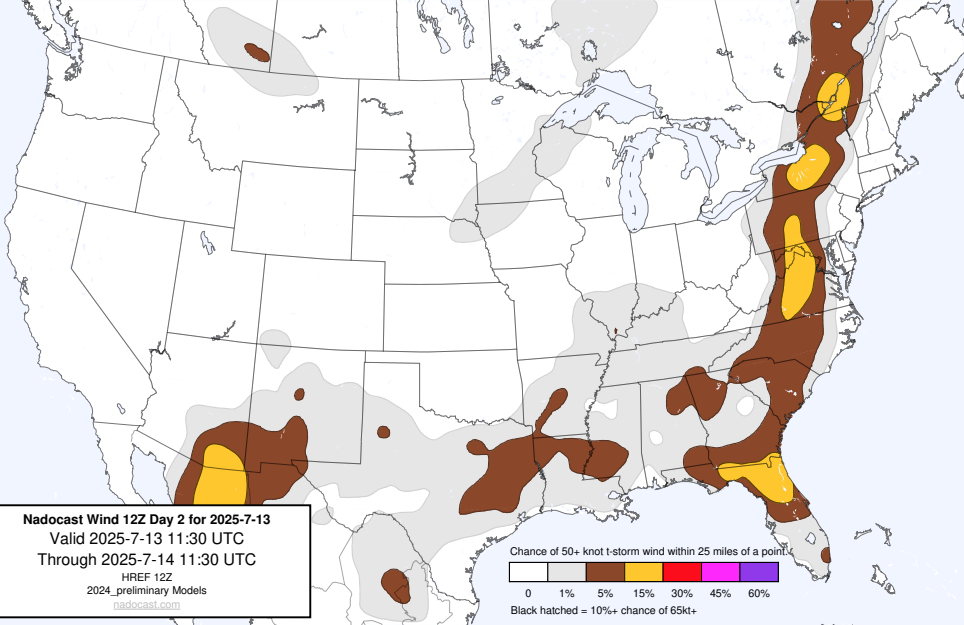 Nadocast Wind 12Z Day 2 for 2025-7-13
Valid 2025-7-13 11:30 UTC
Through 2025-7-14 11:30 UTC
HREF 12Z
2024_preliminary Models
nadocast.com
Chance of 50+ knot t-storm wind within 25 miles of a point.
0 1% 5% 15% 30% 45% 60%
Black hatched = 10%+ chance of 65kt+